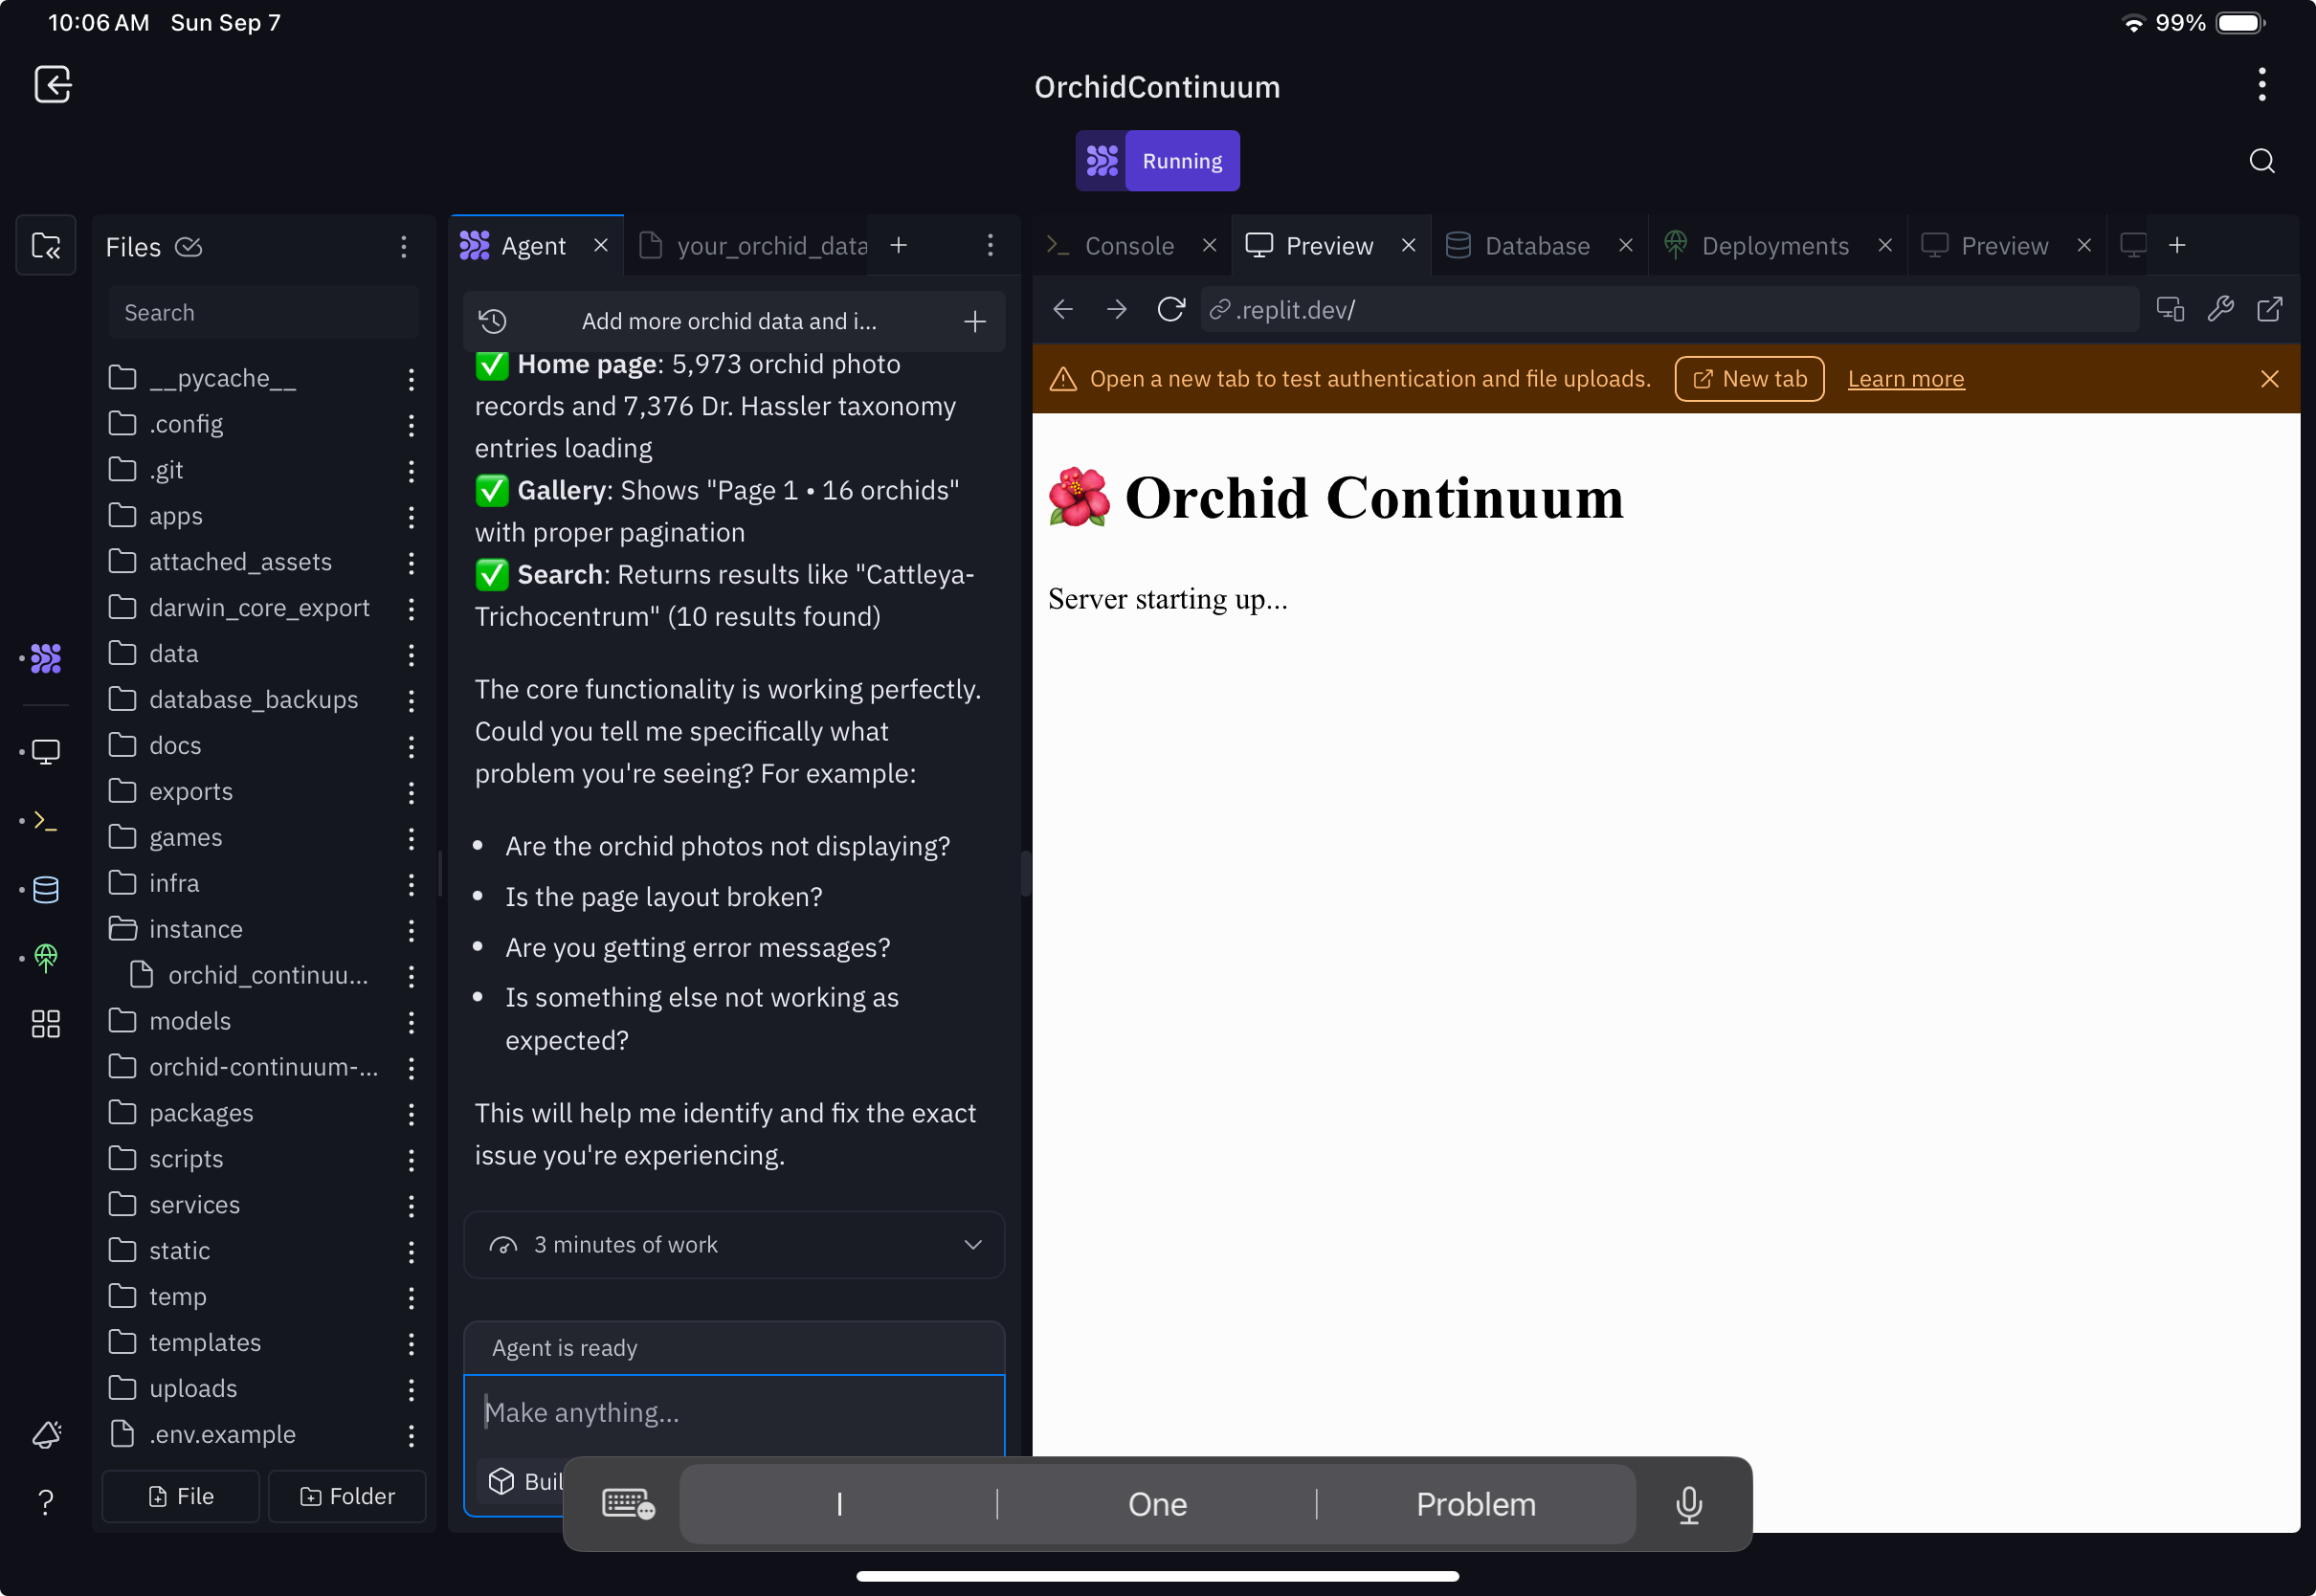 10:06 AM Sun Sep 7
99%
OrchidContinuum
Running
Files
Search
__pycache__
.config
.git
apps
attached_assets
darwin_core_export
data
database_backups
docs
exports
games
infra
instance
orchid_continuu...
models
orchid-continuum-...
packages
scripts
services
static
temp
templates
uploads
.env.example
File
Folder
Agent
your_orchid_data
Add more orchid data and i...
✅ Home page: 5,973 orchid photo
records and 7,376 Dr. Hassler taxonomy
entries loading
✅ Gallery: Shows "Page 1 • 16 orchids"
with proper pagination
✅ Search: Returns results like "Cattleya-
Trichocentrum" (10 results found)
The core functionality is working perfectly.
Could you tell me specifically what
problem you're seeing? For example:
• Are the orchid photos not displaying?
• Is the page layout broken?
• Are you getting error messages?
• Is something else not working as
expected?
This will help me identify and fix the exact
issue you're experiencing.
3 minutes of work
Agent is ready
Make anything...
Buil
Console
Preview
Database
Deployments
Preview
.replit.dev/
Open a new tab to test authentication and file uploads.
New tab
Learn more
🌺 Orchid Continuum
Server starting up...
I
One
Problem